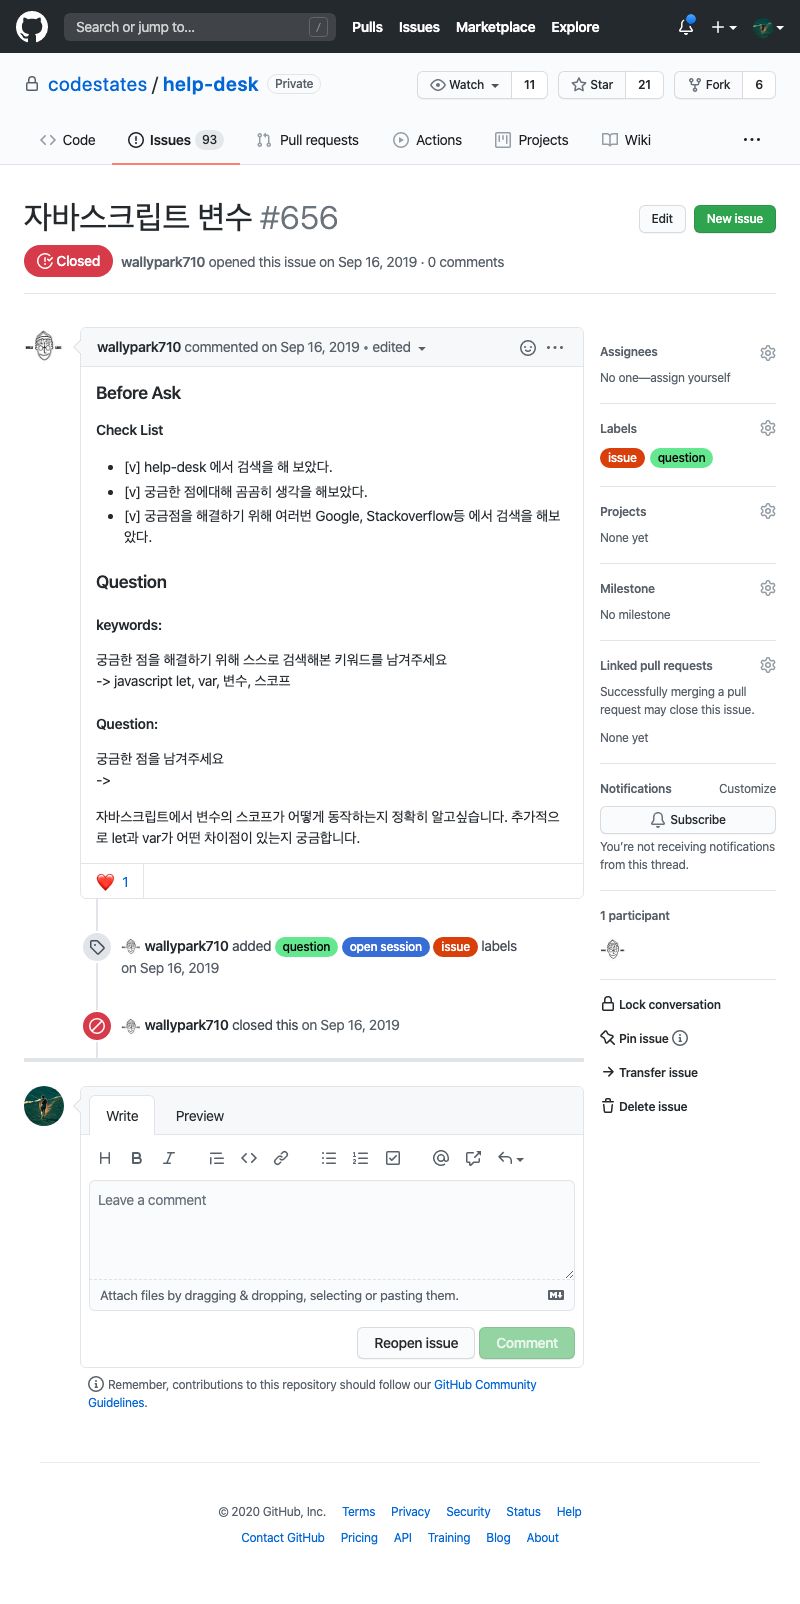 Search or jump to...
/
Pulls Issues Marketplace Explore
codestates / help-desk Private
Watch 11 Star 21 Fork 6
Code Issues 93 Pull requests Actions Projects Wiki ...
자바스크립트 변수 #656
Edit New issue
Closed wallypark710 opened this issue on Sep 16, 2019 · 0 comments
wallypark710 commented on Sep 16, 2019 • edited
Before Ask
Check List
• [v] help-desk 에서 검색을 해 보았다.
• [v] 궁금한 점에대해 곰곰히 생각을 해보았다.
• [v] 궁금점을 해결하기 위해 여러번 Google, Stackoverflow등 에서 검색을 해보
았다.
Question
keywords:
궁금한 점을 해결하기 위해 스스로 검색해본 키워드를 남겨주세요
-> javascript let, var, 변수, 스코프
Question:
궁금한 점을 남겨주세요
->
자바스크립트에서 변수의 스코프가 어떻게 동작하는지 정확히 알고싶습니다. 추가적으
로 let과 var가 어떤 차이점이 있는지 궁금합니다.
❤️ 1
wallypark710 added question open session issue labels
on Sep 16, 2019
wallypark710 closed this on Sep 16, 2019
Write Preview
H B I
Leave a comment
Attach files by dragging & dropping, selecting or pasting them.
Reopen issue Comment
Remember, contributions to this repository should follow our GitHub Community
Guidelines.
Assignees
No one—assign yourself
Labels
issue question
Projects
None yet
Milestone
No milestone
Linked pull requests
Successfully merging a pull
request may close this issue.
None yet
Notifications Customize
Subscribe
You're not receiving notifications
from this thread.
1 participant
Lock conversation
Pin issue
Transfer issue
Delete issue
© 2020 GitHub, Inc. Terms Privacy Security Status Help
Contact GitHub Pricing API Training Blog About